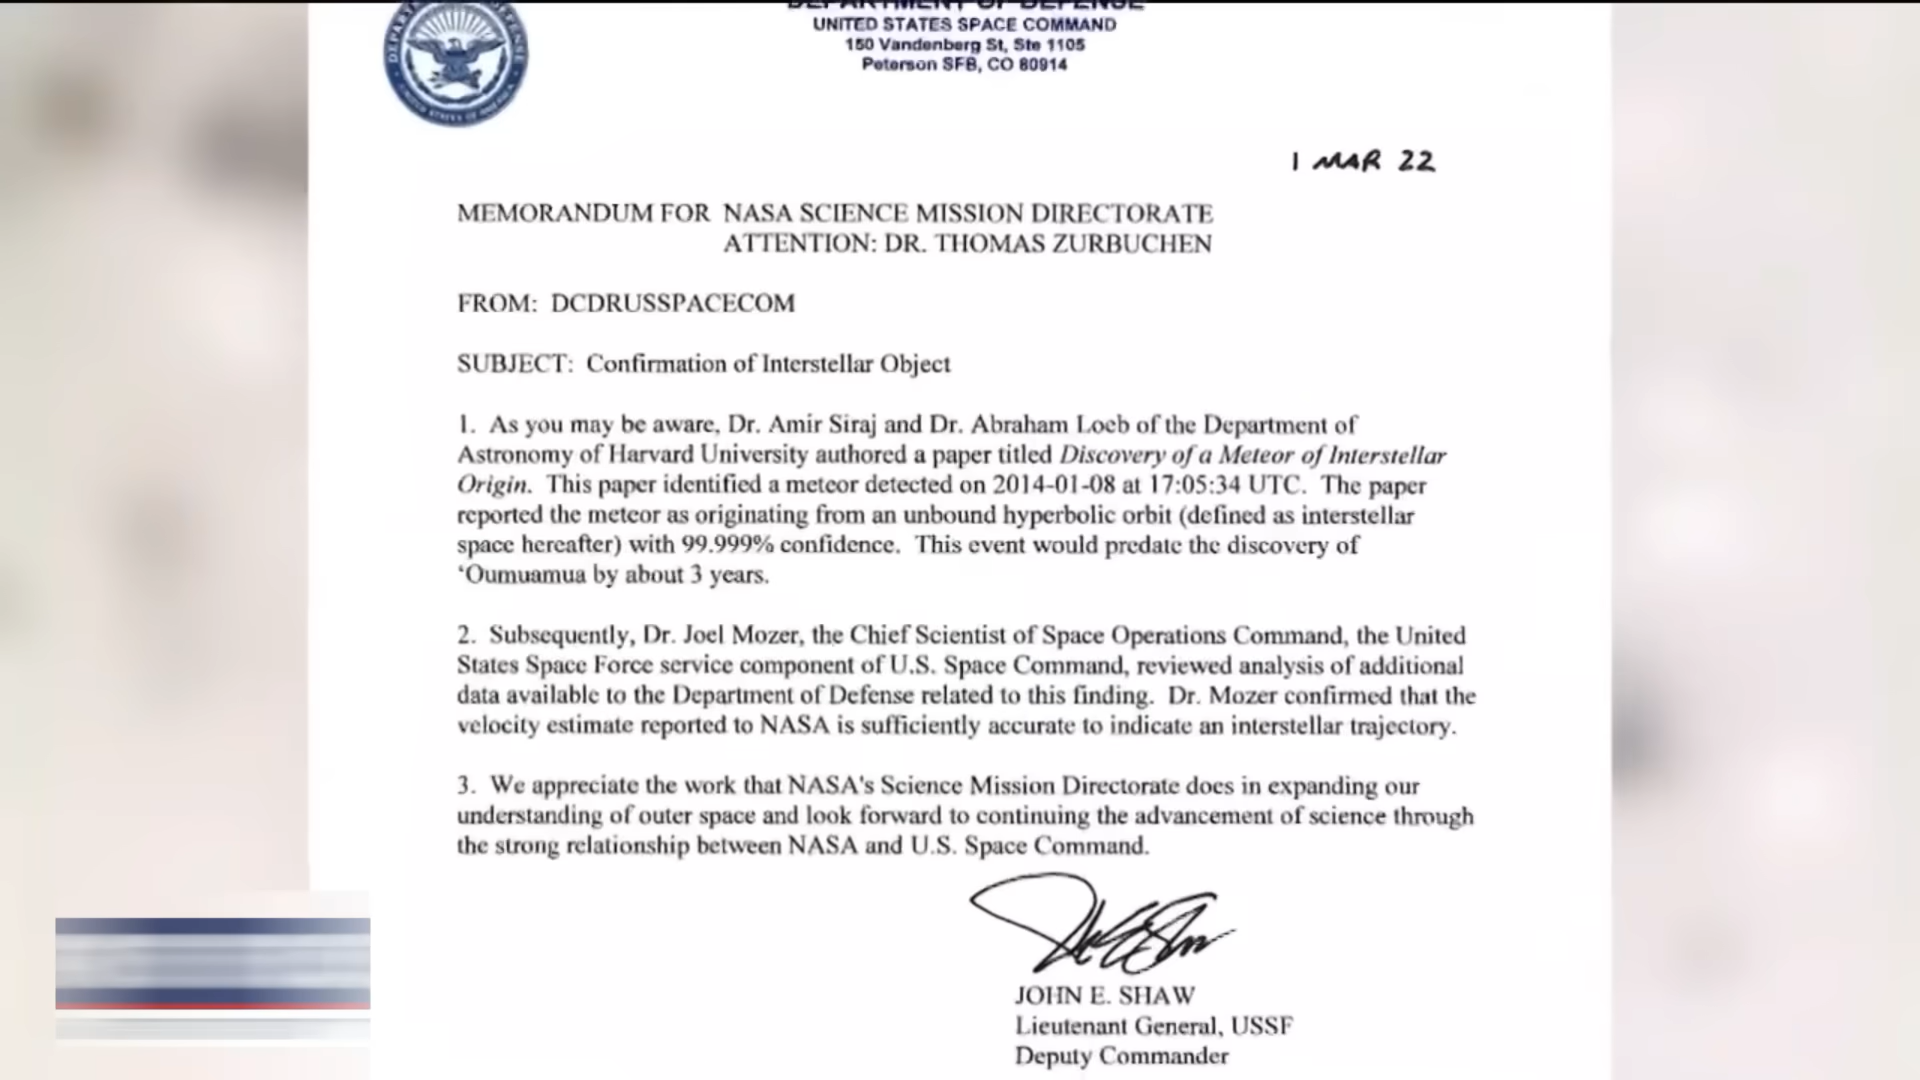 DEPARTMENT OF DEFENSE
UNITED STATES SPACE COMMAND
150 Vandenberg St, Ste 1105
Peterson SFB, CO 80914
1 MAR 22
MEMORANDUM FOR NASA SCIENCE MISSION DIRECTORATE
ATTENTION: DR. THOMAS ZURBUCHEN
FROM: DCDRUSSPACECOM
SUBJECT: Confirmation of Interstellar Object
1. As you may be aware, Dr. Amir Siraj and Dr. Abraham Loeb of the Department of
Astronomy of Harvard University authored a paper titled Discovery of a Meteor of Interstellar
Origin. This paper identified a meteor detected on 2014-01-08 at 17:05:34 UTC. The paper
reported the meteor as originating from an unbound hyperbolic orbit (defined as interstellar
space hereafter) with 99.999% confidence. This event would predate the discovery of
‘Oumuamua by about 3 years.
2. Subsequently, Dr. Joel Mozer, the Chief Scientist of Space Operations Command, the United
States Space Force service component of U.S. Space Command, reviewed analysis of additional
data available to the Department of Defense related to this finding. Dr. Mozer confirmed that the
velocity estimate reported to NASA is sufficiently accurate to indicate an interstellar trajectory.
3. We appreciate the work that NASA's Science Mission Directorate does in expanding our
understanding of outer space and look forward to continuing the advancement of science through
the strong relationship between NASA and U.S. Space Command.
JOHN E. SHAW
Lieutenant General, USSF
Deputy Commander